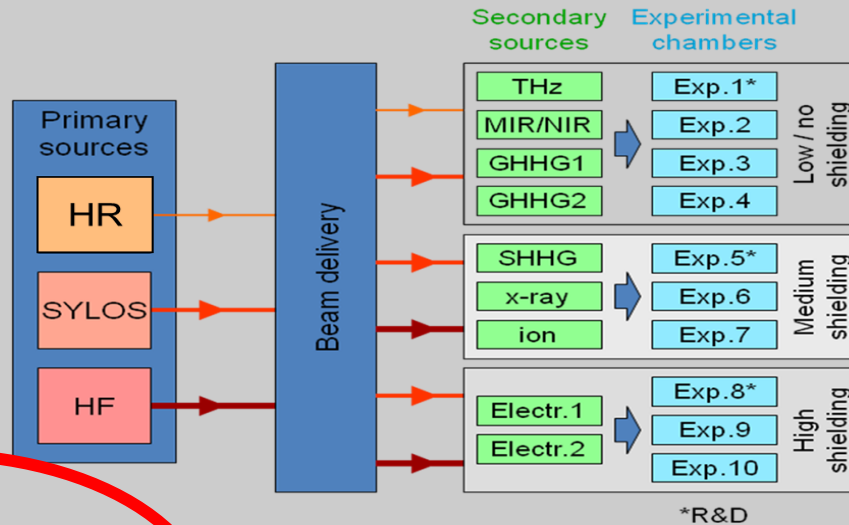 Secondary
sources
Experimental
chambers
Primary
sources
HR
SYLOS
HF
Beam delivery
THz
MIR/NIR
GHHG1
GHHG2
Exp.1*
Exp.2
Exp.3
Exp.4
Low / no
shielding
SHHG
x-ray
ion
Exp.5*
Exp.6
Exp.7
Medium
shielding
Electr.1
Electr.2
Exp.8*
Exp.9
Exp.10
High
shielding
*R&D